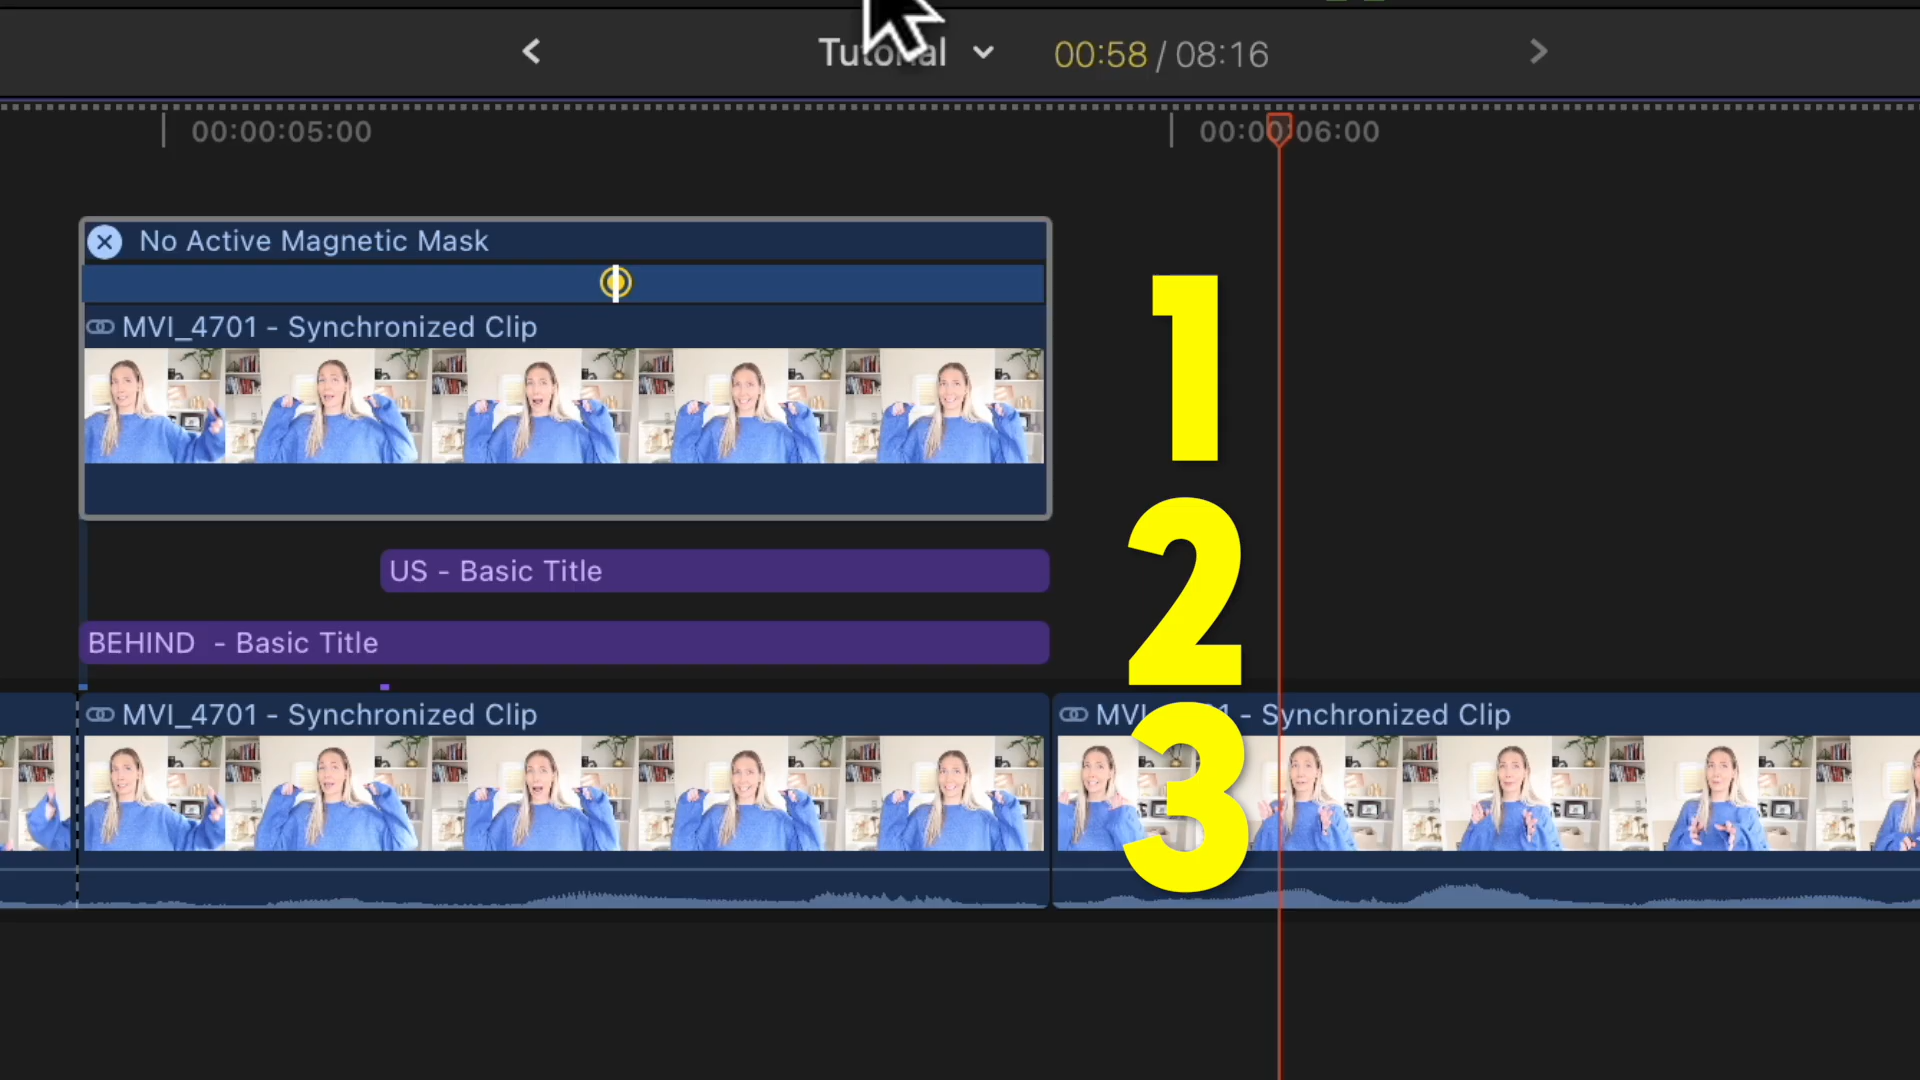 Tutorial 00:58 / 08:16
00:00:05:00 00:00:06:00
No Active Magnetic Mask
MVI_4701 - Synchronized Clip
1
US - Basic Title
2
BEHIND - Basic Title
MVI_4701 - Synchronized Clip
3
- Synchronized Clip